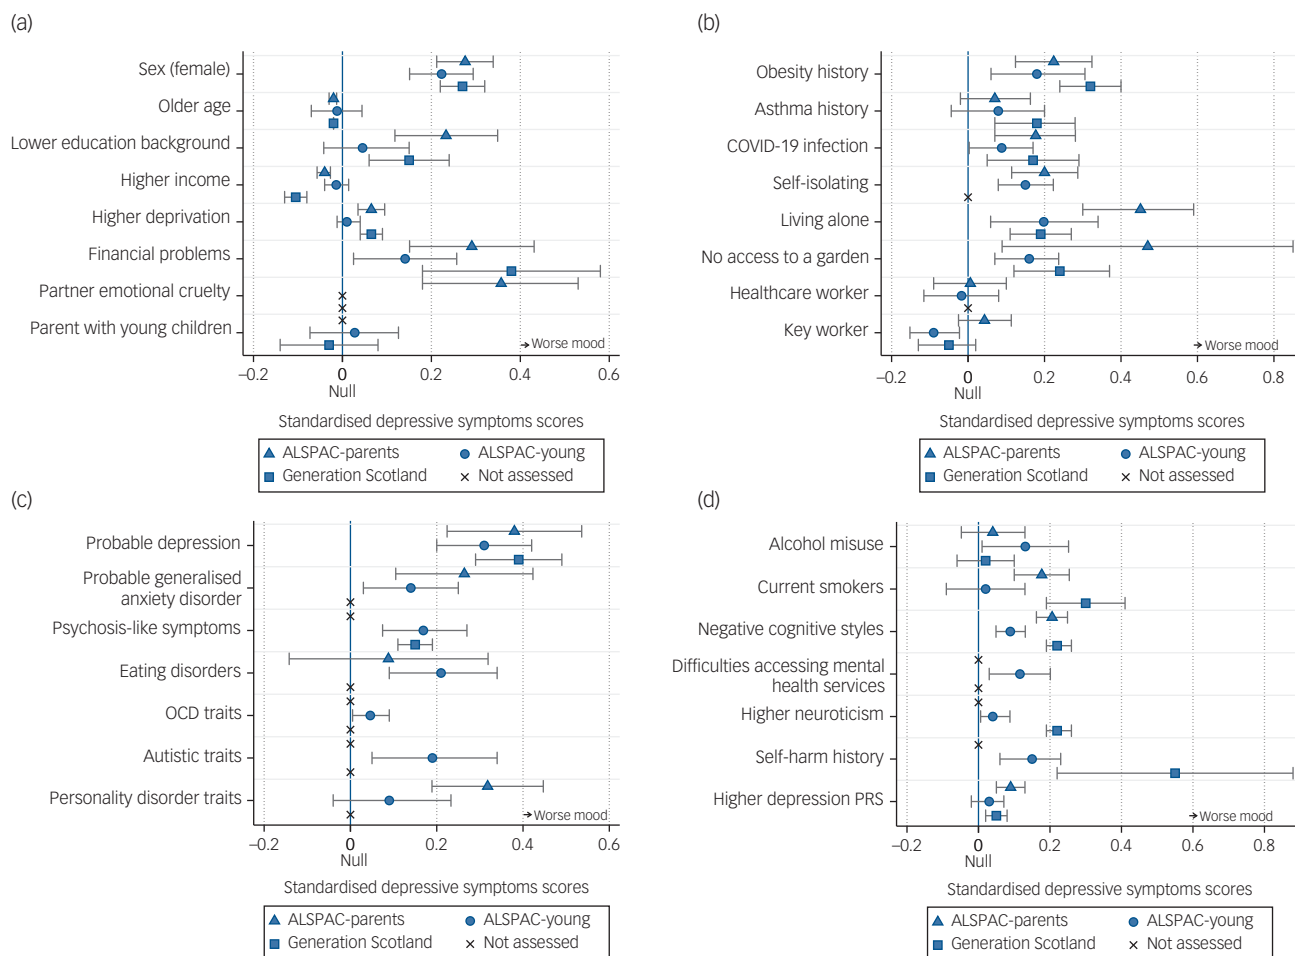 (a)
Sex (female)
Older age
Lower education background
Higher income
Higher deprivation
Financial problems
Partner emotional cruelty
Parent with young children
Worse mood
−0.2 0 0.2 0.4 0.6
Null
Standardised depressive symptoms scores
ALSPAC-parents ALSPAC-young
Generation Scotland Not assessed
(b)
Obesity history
Asthma history
COVID-19 infection
Self-isolating
Living alone
No access to a garden
Healthcare worker
Key worker
Worse mood
−0.2 0 0.2 0.4 0.6 0.8
Null
Standardised depressive symptoms scores
ALSPAC-parents ALSPAC-young
Generation Scotland Not assessed
(c)
Probable depression
Probable generalised
anxiety disorder
Psychosis-like symptoms
Eating disorders
OCD traits
Autistic traits
Personality disorder traits
Worse mood
−0.2 0 0.2 0.4 0.6
Null
Standardised depressive symptoms scores
ALSPAC-parents ALSPAC-young
Generation Scotland Not assessed
(d)
Alcohol misuse
Current smokers
Negative cognitive styles
Difficulties accessing mental
health services
Higher neuroticism
Self-harm history
Higher depression PRS
Worse mood
−0.2 0 0.2 0.4 0.6 0.8
Null
Standardised depressive symptoms scores
ALSPAC-parents ALSPAC-young
Generation Scotland Not assessed